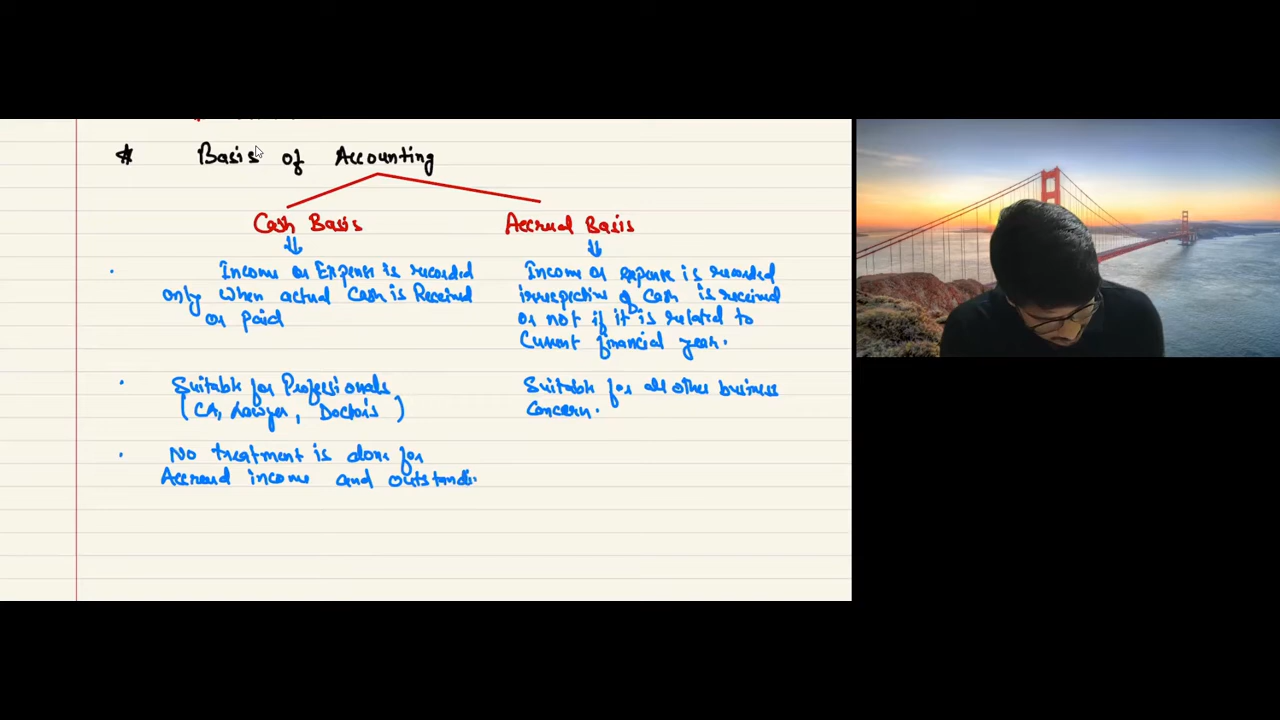 * Basis of Accounting
Cash Basis
Accrual Basis
Income or Expense is recorded
only when actual Cash is Received
or paid
Income or expense is recorded
irrespective of Cash is received
or not if it is related to
Current financial year.
Suitable for Professionals
(CA, Lawyer, Doctors)
Suitable for all other business
concern.
No treatment is done for
Accrued income and outstandi